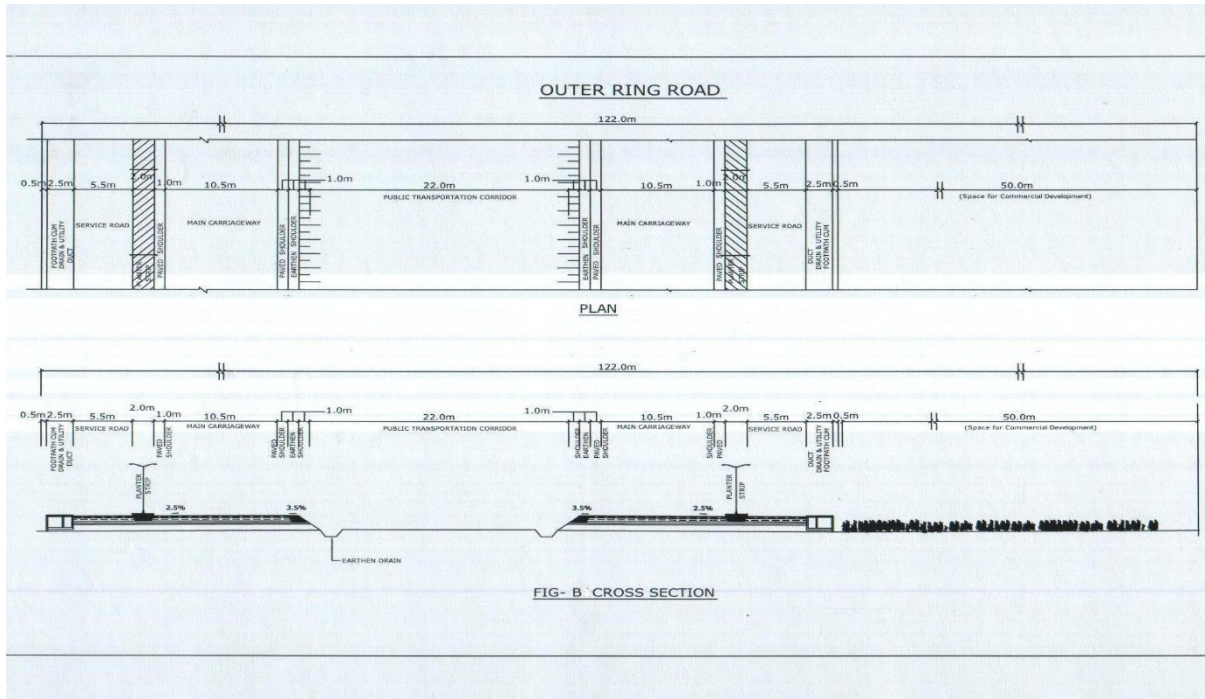 OUTER RING ROAD
122.0m
0.5m 2.5m 5.5m 2.0m 1.0m 10.5m 1.0m 22.0m 1.0m 10.5m 1.0m 2.0m 5.5m 2.5m 0.5m 50.0m
FOOTPATH CUM
DRAIN & UTILITY
DUCT
SERVICE ROAD
PLANTER
STRIP
PAVED SHOULDER
MAIN CARRIAGEWAY
PAVED SHOULDER
EARTHEN SHOULDER
PUBLIC TRANSPORTATION CORRIDOR
EARTHEN SHOULDER
PAVED SHOULDER
MAIN CARRIAGEWAY
PAVED SHOULDER
PLANTER
STRIP
SERVICE ROAD
DUCT
DRAIN & UTILITY
FOOTPATH CUM
(Space for Commercial Development)
PLAN
122.0m
0.5m 2.5m 5.5m 2.0m 1.0m 10.5m 1.0m 22.0m 1.0m 10.5m 1.0m 2.0m 5.5m 2.5m 0.5m 50.0m
FOOTPATH CUM
DRAIN & UTILITY
DUCT
SERVICE ROAD
PAVED
SHOULDER
MAIN CARRIAGEWAY
PAVED
SHOULDER
EARTHEN
SHOULDER
PUBLIC TRANSPORTATION CORRIDOR
SHOULDER
EARTHEN
PAVED
SHOULDER
MAIN CARRIAGEWAY
SHOULDER
PAVED
SERVICE ROAD
DUCT
DRAIN & UTILITY
FOOTPATH CUM
(Space for Commercial Development)
PLANTER
STRIP
PLANTER
STRIP
2.5% 3.5% 3.5% 2.5%
EARTHEN DRAIN
FIG- B CROSS SECTION